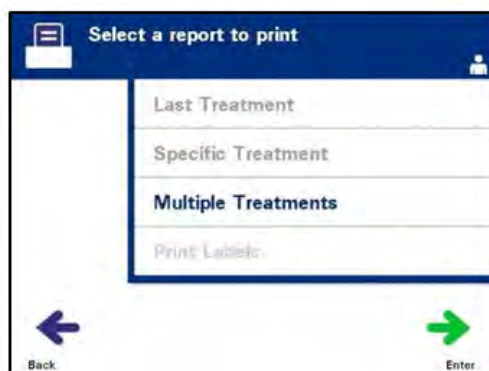 Select a report to print
Last Treatment
Specific Treatment
Multiple Treatments
Print Labels
Back
Enter